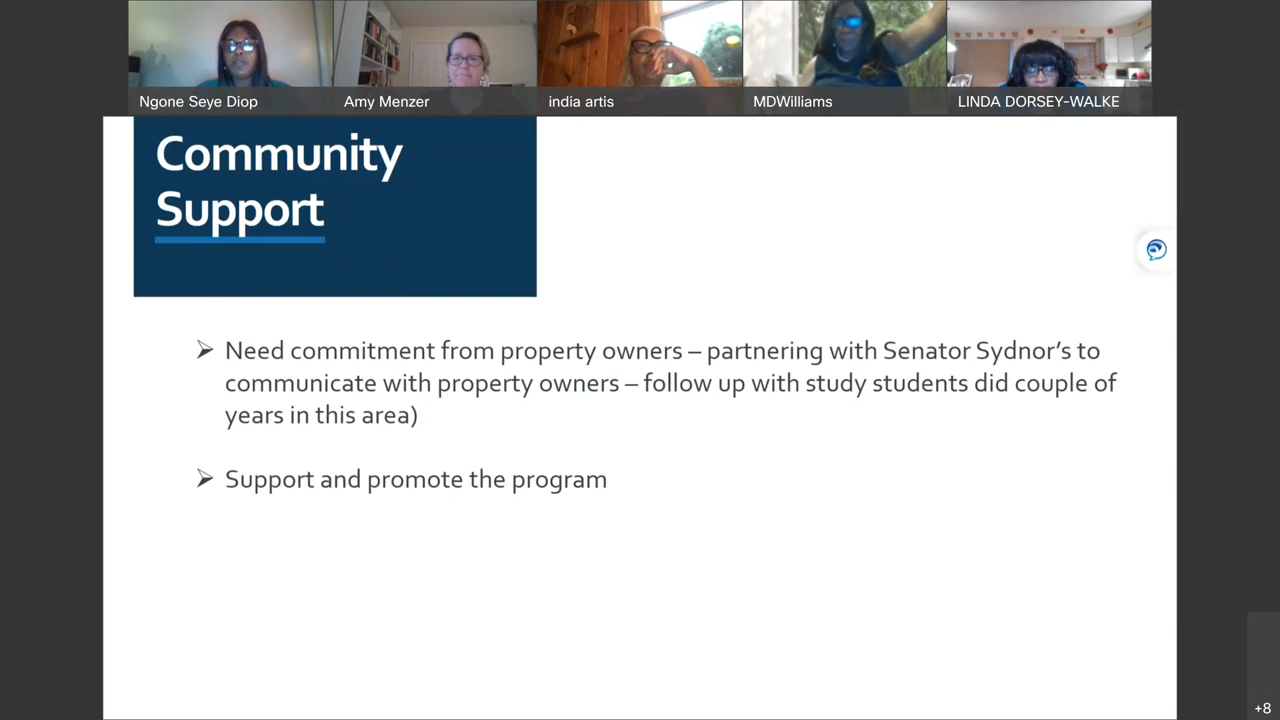 Ngone Seye Diop
Amy Menzer
india artis
MDWilliams
LINDA DORSEY-WALKE
Community
Support
Need commitment from property owners – partnering with Senator Sydnor's to
communicate with property owners – follow up with study students did couple of
years in this area)
Support and promote the program
+8